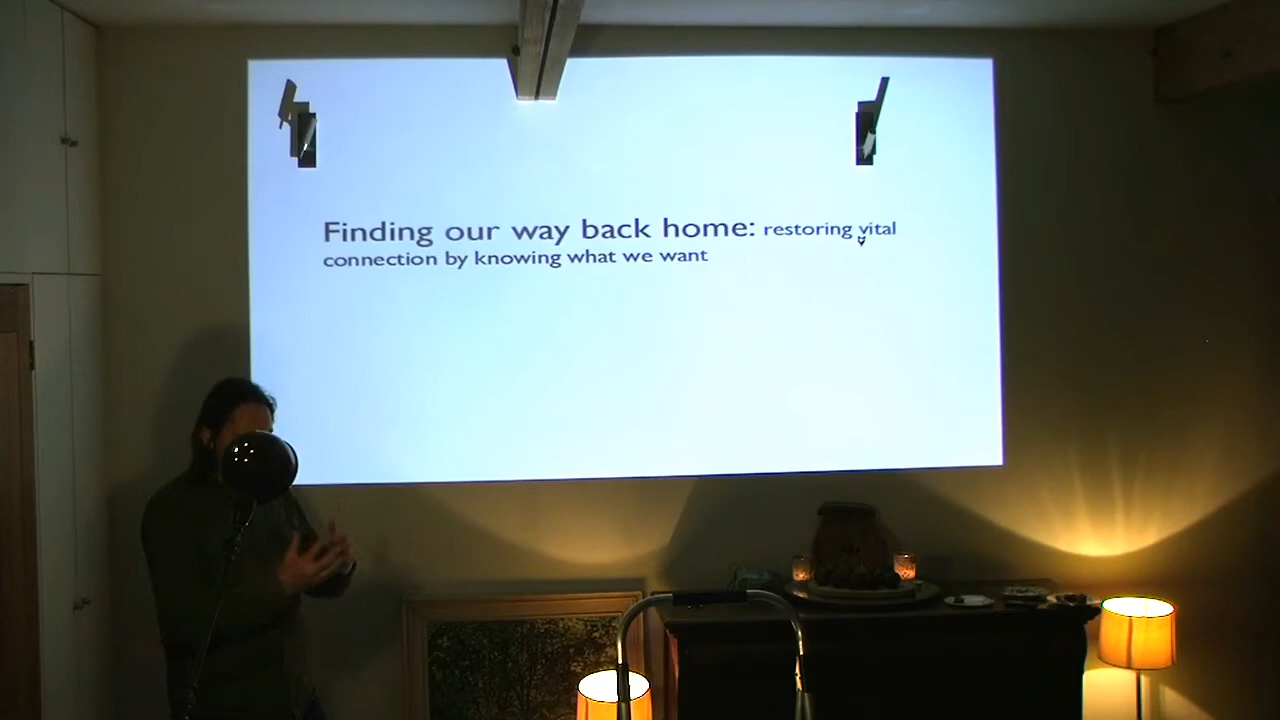 Finding our way back home: restoring vital
connection by knowing what we want